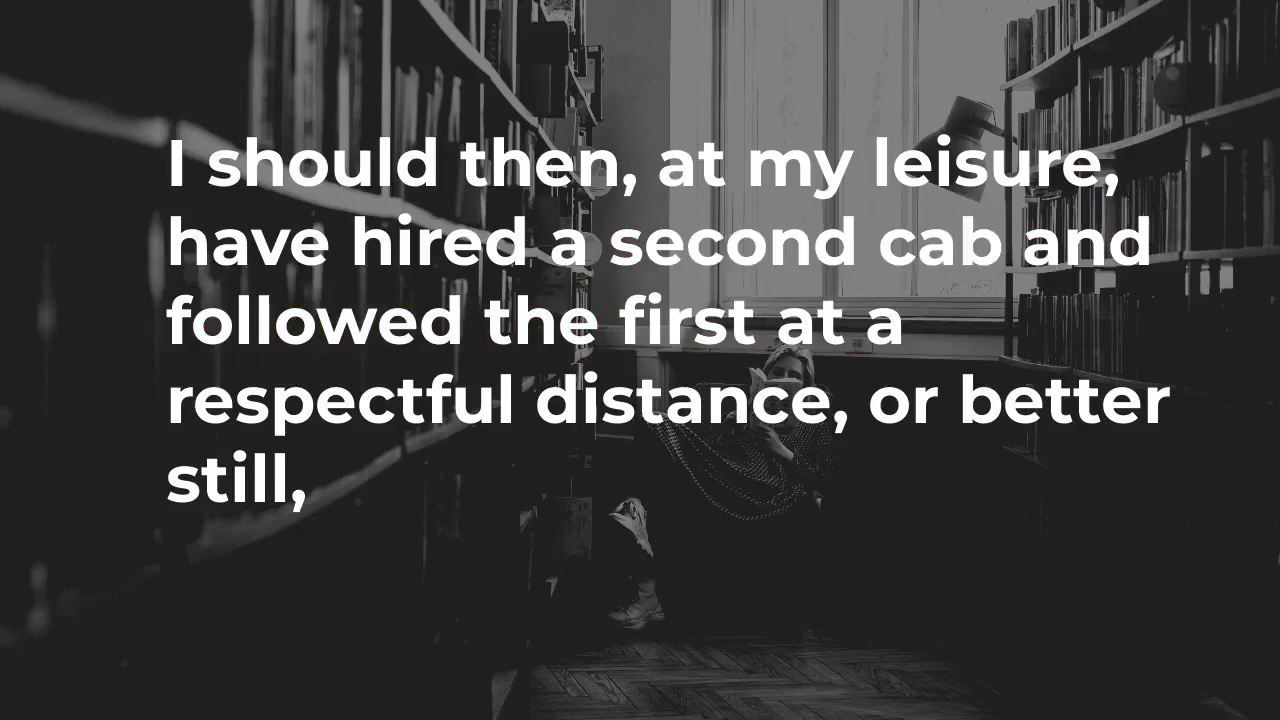 I should then, at my leisure,
have hired a second cab and
followed the first at a
respectful distance, or better
still,